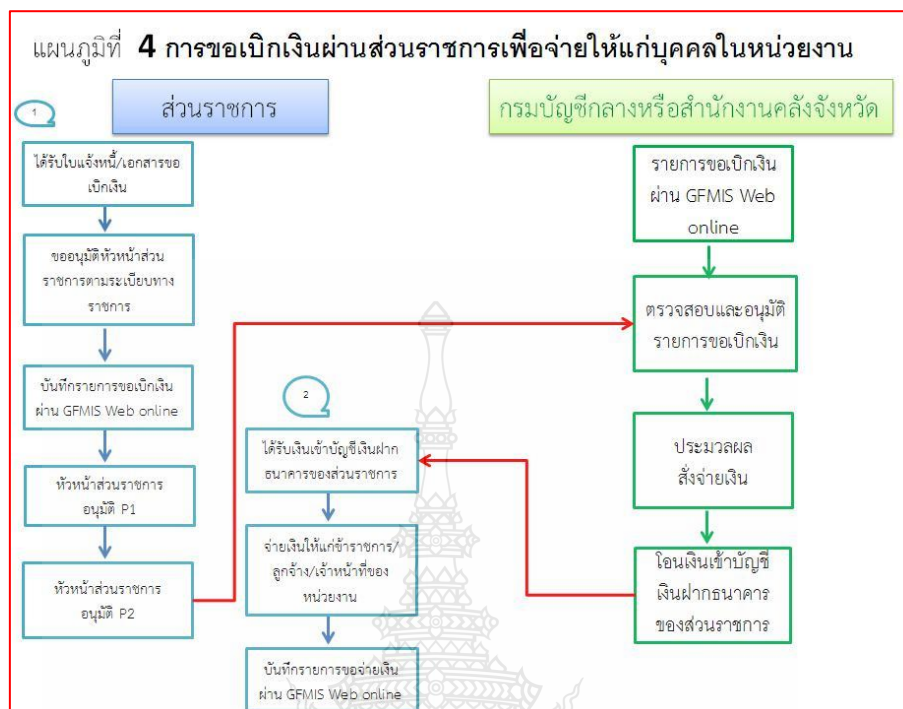 แผนภูมิที่ 4 การขอเบิกเงินผ่านส่วนราชการเพื่อจ่ายให้แก่บุคคลในหน่วยงาน
ส่วนราชการ
กรมบัญชีกลางหรือสำนักงานคลังจังหวัด
1
ได้รับใบแจ้งหนี้/เอกสารขอ
เบิกเงิน
ขออนุมัติหัวหน้าส่วน
ราชการตามระเบียบทาง
ราชการ
บันทึกรายการขอเบิกเงิน
ผ่าน GFMIS Web online
หัวหน้าส่วนราชการ
อนุมัติ P1
หัวหน้าส่วนราชการ
อนุมัติ P2
2
ได้รับเงินเข้าบัญชีเงินฝาก
ธนาคารของส่วนราชการ
จ่ายเงินให้แก่ข้าราชการ/
ลูกจ้าง/เจ้าหน้าที่ของ
หน่วยงาน
บันทึกรายการขอจ่ายเงิน
ผ่าน GFMIS Web online
รายการขอเบิกเงิน
ผ่าน GFMIS Web
online
ตรวจสอบและอนุมัติ
รายการขอเบิกเงิน
ประมวลผล
สั่งจ่ายเงิน
โอนเงินเข้าบัญชี
เงินฝากธนาคาร
ของส่วนราชการ